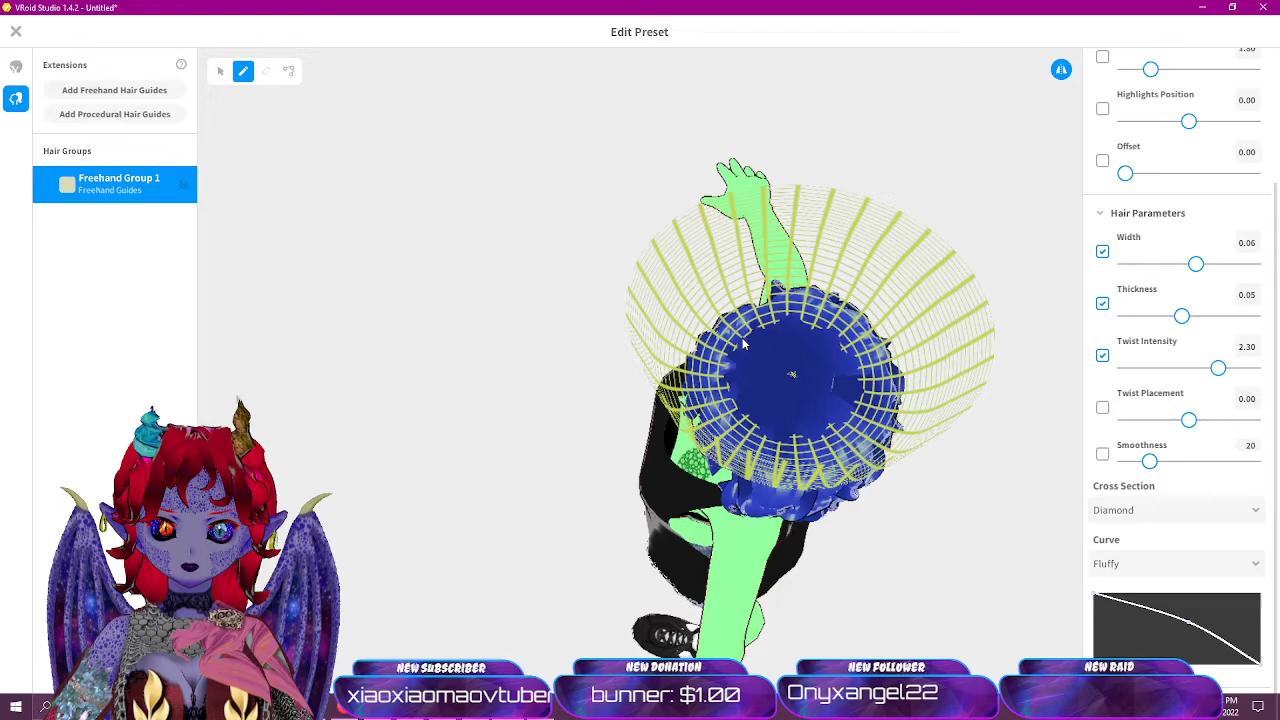 VRoid Studio 1.4.2 - Untitled*
Edit Preset
Extensions
Add Freehand Hair Guides
Add Procedural Hair Guides
Hair Groups
Freehand Group 1
Freehand Guides
1.80
Highlights Position
0.00
Offset
0.00
Hair Parameters
Width
0.06
Thickness
0.05
Twist Intensity
2.30
Twist Placement
0.00
Smoothness
20
Cross Section
Diamond
Curve
Fluffy
NEW SUBSCRIBER
NEW DONATION
NEW FOLLOWER
NEW RAID
xiaoxiaomaovtuber
bunner: $1.00
Onyxangel22
PM